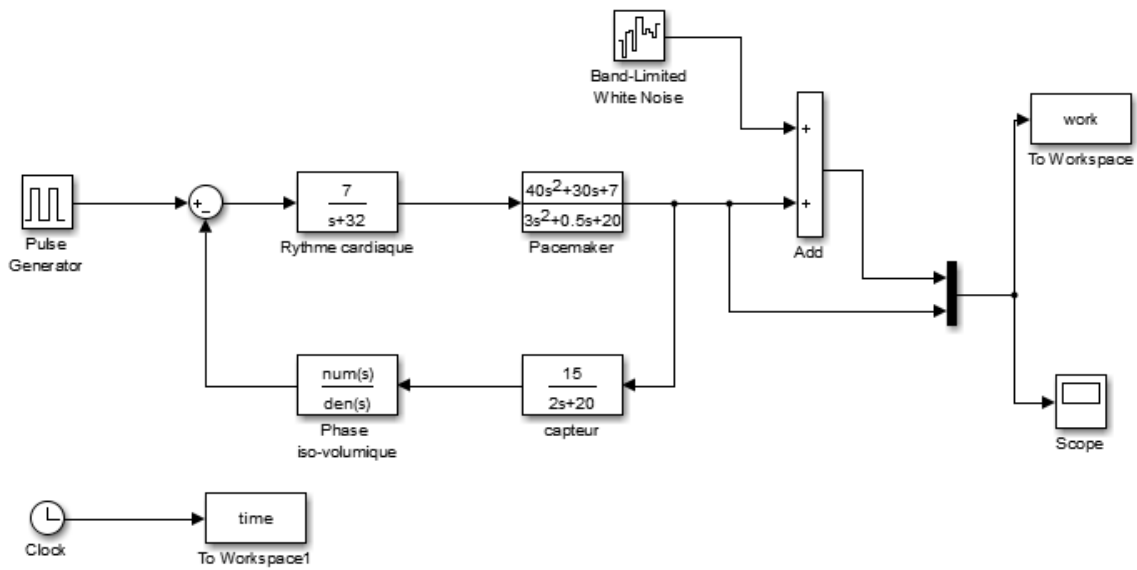 Band-Limited
White Noise
+
work
To Workspace
Pulse
Generator
+
−
7
s+32
Rythme cardiaque
40s²+30s+7
3s²+0.5s+20
Pacemaker
+
Add
num(s)
den(s)
Phase
iso-volumique
15
2s+20
capteur
Scope
Clock
time
To Workspace1